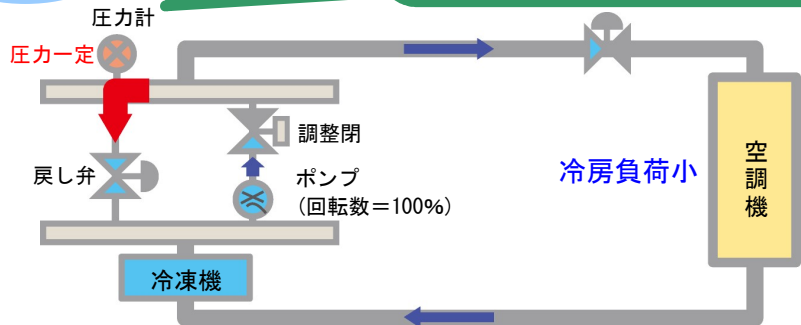 圧力計
圧力一定
調整閉
戻し弁
ポンプ
(回転数=100%)
冷房負荷小
空調機
冷凍機